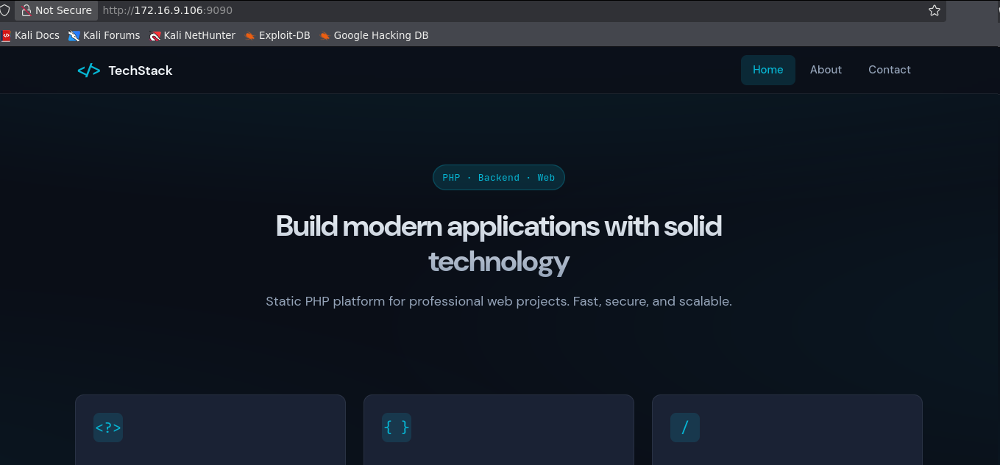 Not Secure http://172.16.9.106:9090
Kali Docs Kali Forums Kali NetHunter Exploit-DB Google Hacking DB
</> TechStack Home About Contact
PHP · Backend · Web
Build modern applications with solid
technology
Static PHP platform for professional web projects. Fast, secure, and scalable.
<?> { } /